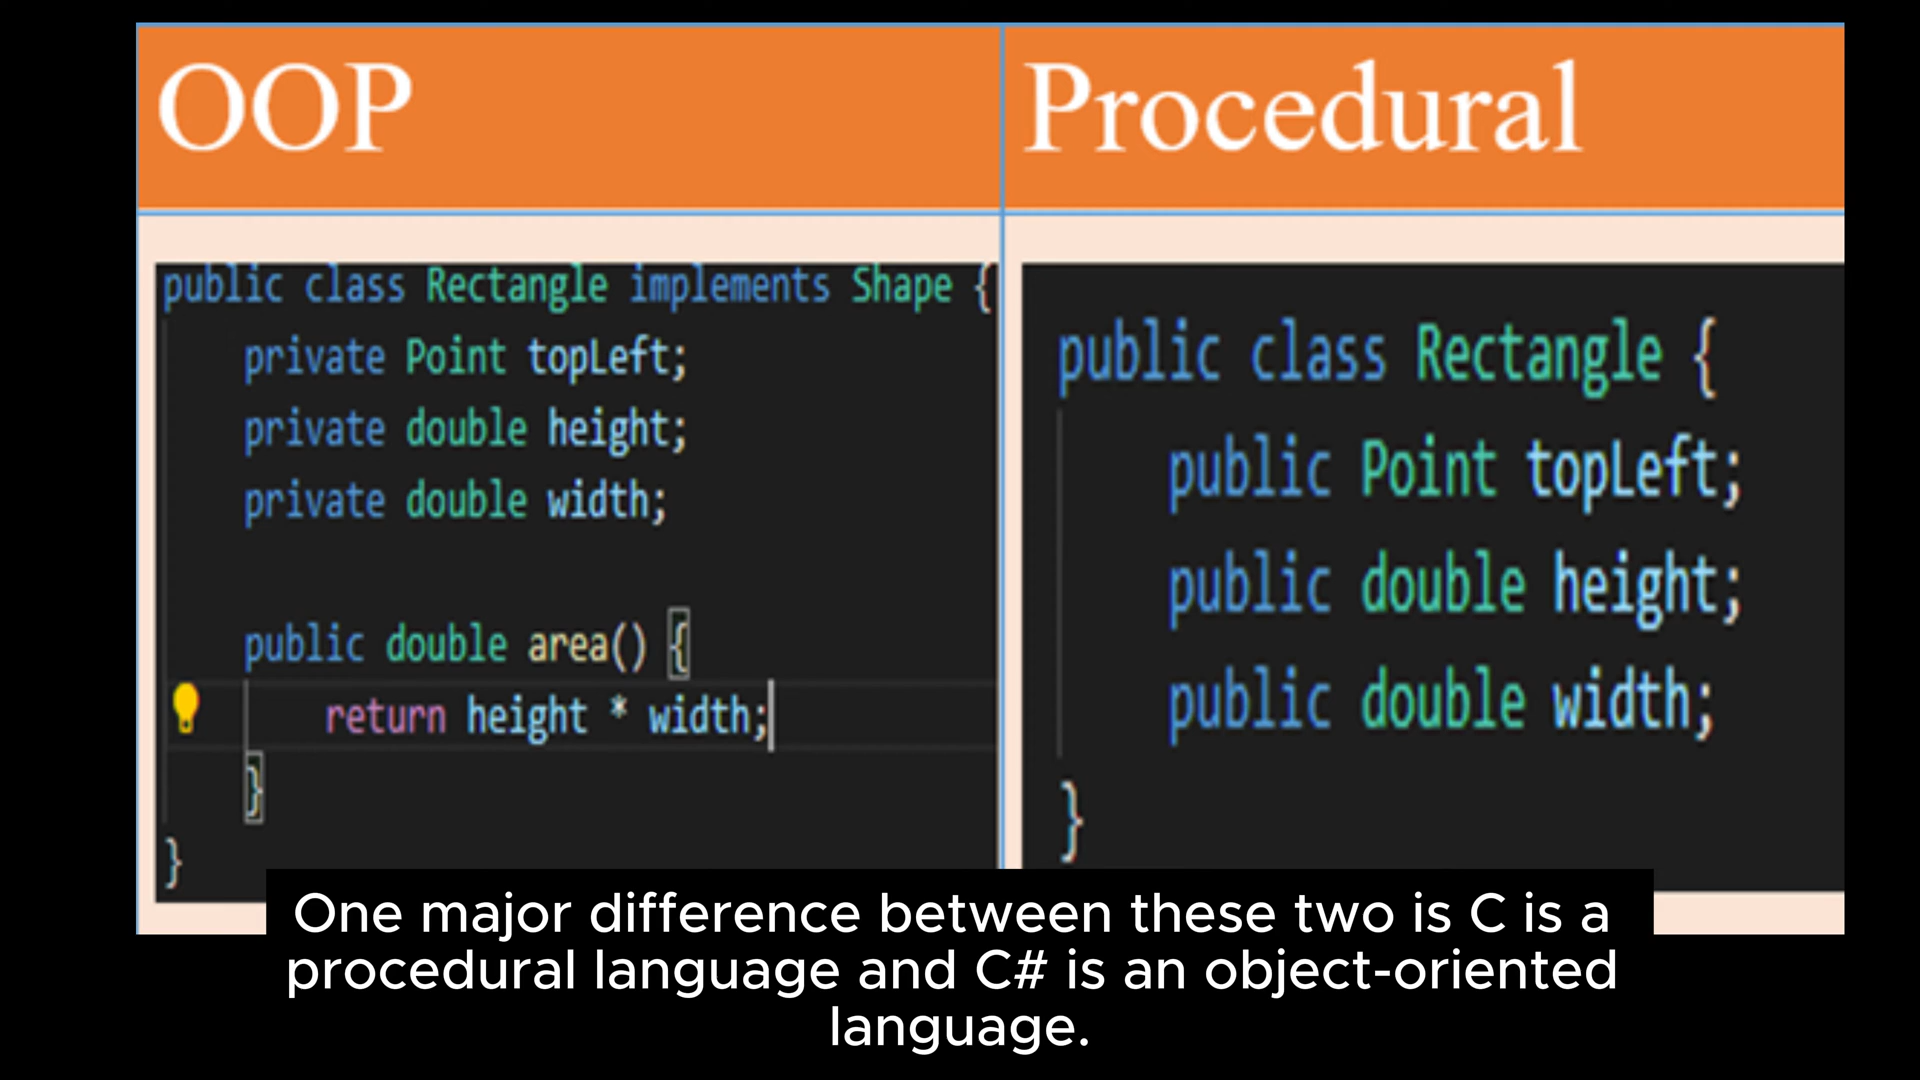 OOP
Procedural
public class Rectangle implements Shape {
private Point topLeft;
private double height;
private double width;
public double area() {
return height * width;
}
}
public class Rectangle {
public Point topLeft;
public double height;
public double width;
}
One major difference between these two is C is a
procedural language and C# is an object-oriented
language.